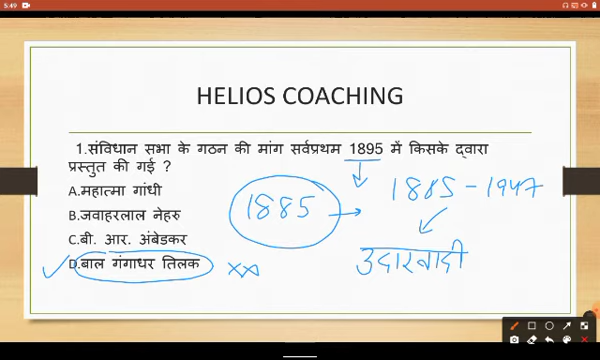 5:49
HELIOS COACHING
1.संविधान सभा के गठन की मांग सर्वप्रथम 1895 में किसके द्वारा
प्रस्तुत की गई ?
A.महात्मा गांधी
B.जवाहरलाल नेहरु
C.बी. आर. अंबेडकर
D.बाल गंगाधर तिलक
1885
1885 - 1947
उदारवादी